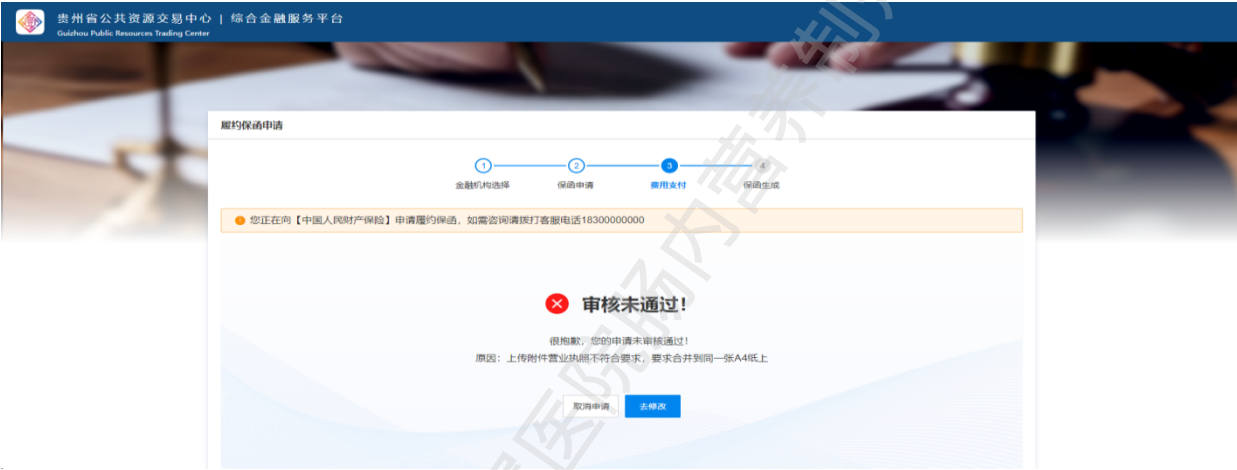 贵州省公共资源交易中心 | 综合金融服务平台
Guizhou Public Resources Trading Center
履约保函申请
1 2 3 4
金融机构选择 保函申请 费用支付 保函生成
您正在向【中国人民财产保险】申请履约保函，如需咨询请拨打客服电话18300000000
审核未通过！
很抱歉，您的申请未审核通过！
原因：上传附件营业执照不符合要求，要求合并到同一张A4纸上
取消申请 去修改
医院肠内营养制